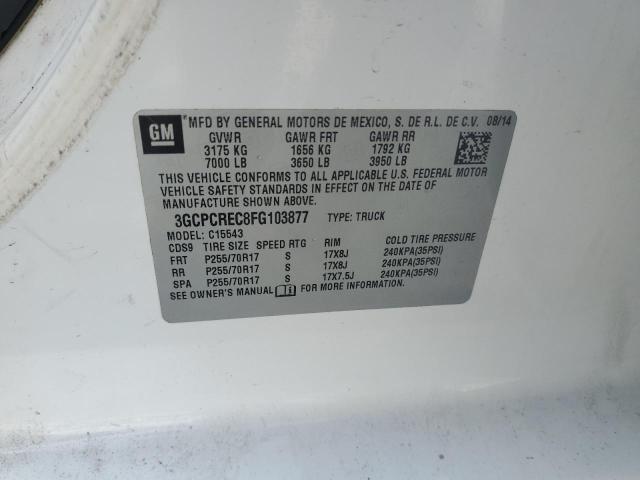 GM
MFD BY GENERAL MOTORS DE MEXICO, S. DE R.L. DE C.V. 08/14
GVWR GAWR FRT GAWR RR
3175 KG 1656 KG 1792 KG
7000 LB 3650 LB 3950 LB
THIS VEHICLE CONFORMS TO ALL APPLICABLE U.S. FEDERAL MOTOR
VEHICLE SAFETY STANDARDS IN EFFECT ON THE DATE OF
MANUFACTURE SHOWN ABOVE.
3GCPCREC8FG103877 TYPE: TRUCK
MODEL: C15543
CDS9 TIRE SIZE SPEED RTG RIM COLD TIRE PRESSURE
FRT P255/70R17 S 17X8J 240KPA(35PSI)
RR P255/70R17 S 17X8J 240KPA(35PSI)
SPA P255/70R17 S 17X7.5J 240KPA(35PSI)
SEE OWNER'S MANUAL FOR MORE INFORMATION.